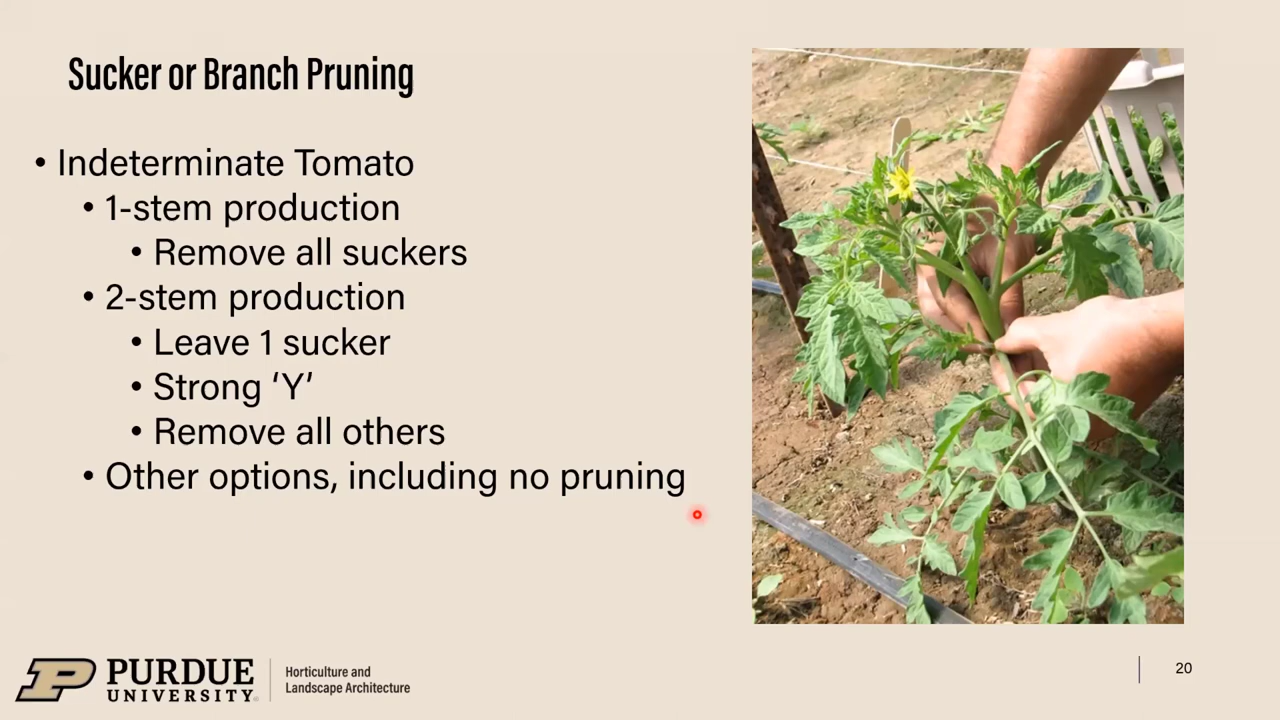 Sucker or Branch Pruning
• Indeterminate Tomato
• 1-stem production
• Remove all suckers
• 2-stem production
• Leave 1 sucker
• Strong ‘Y’
• Remove all others
• Other options, including no pruning
P PURDUE UNIVERSITY®
Horticulture and
Landscape Architecture
20